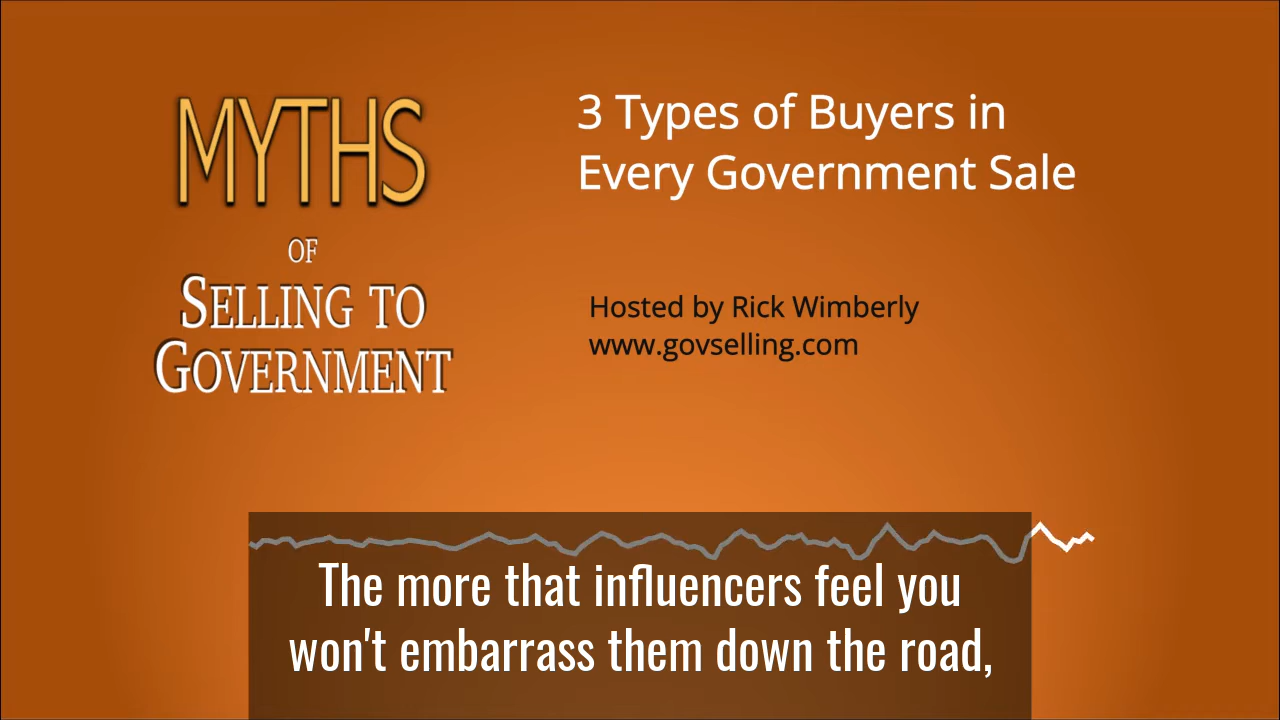 MYTHS
OF
SELLING TO
GOVERNMENT
3 Types of Buyers in
Every Government Sale
Hosted by Rick Wimberly
www.govselling.com
The more that influencers feel you
won't embarrass them down the road,